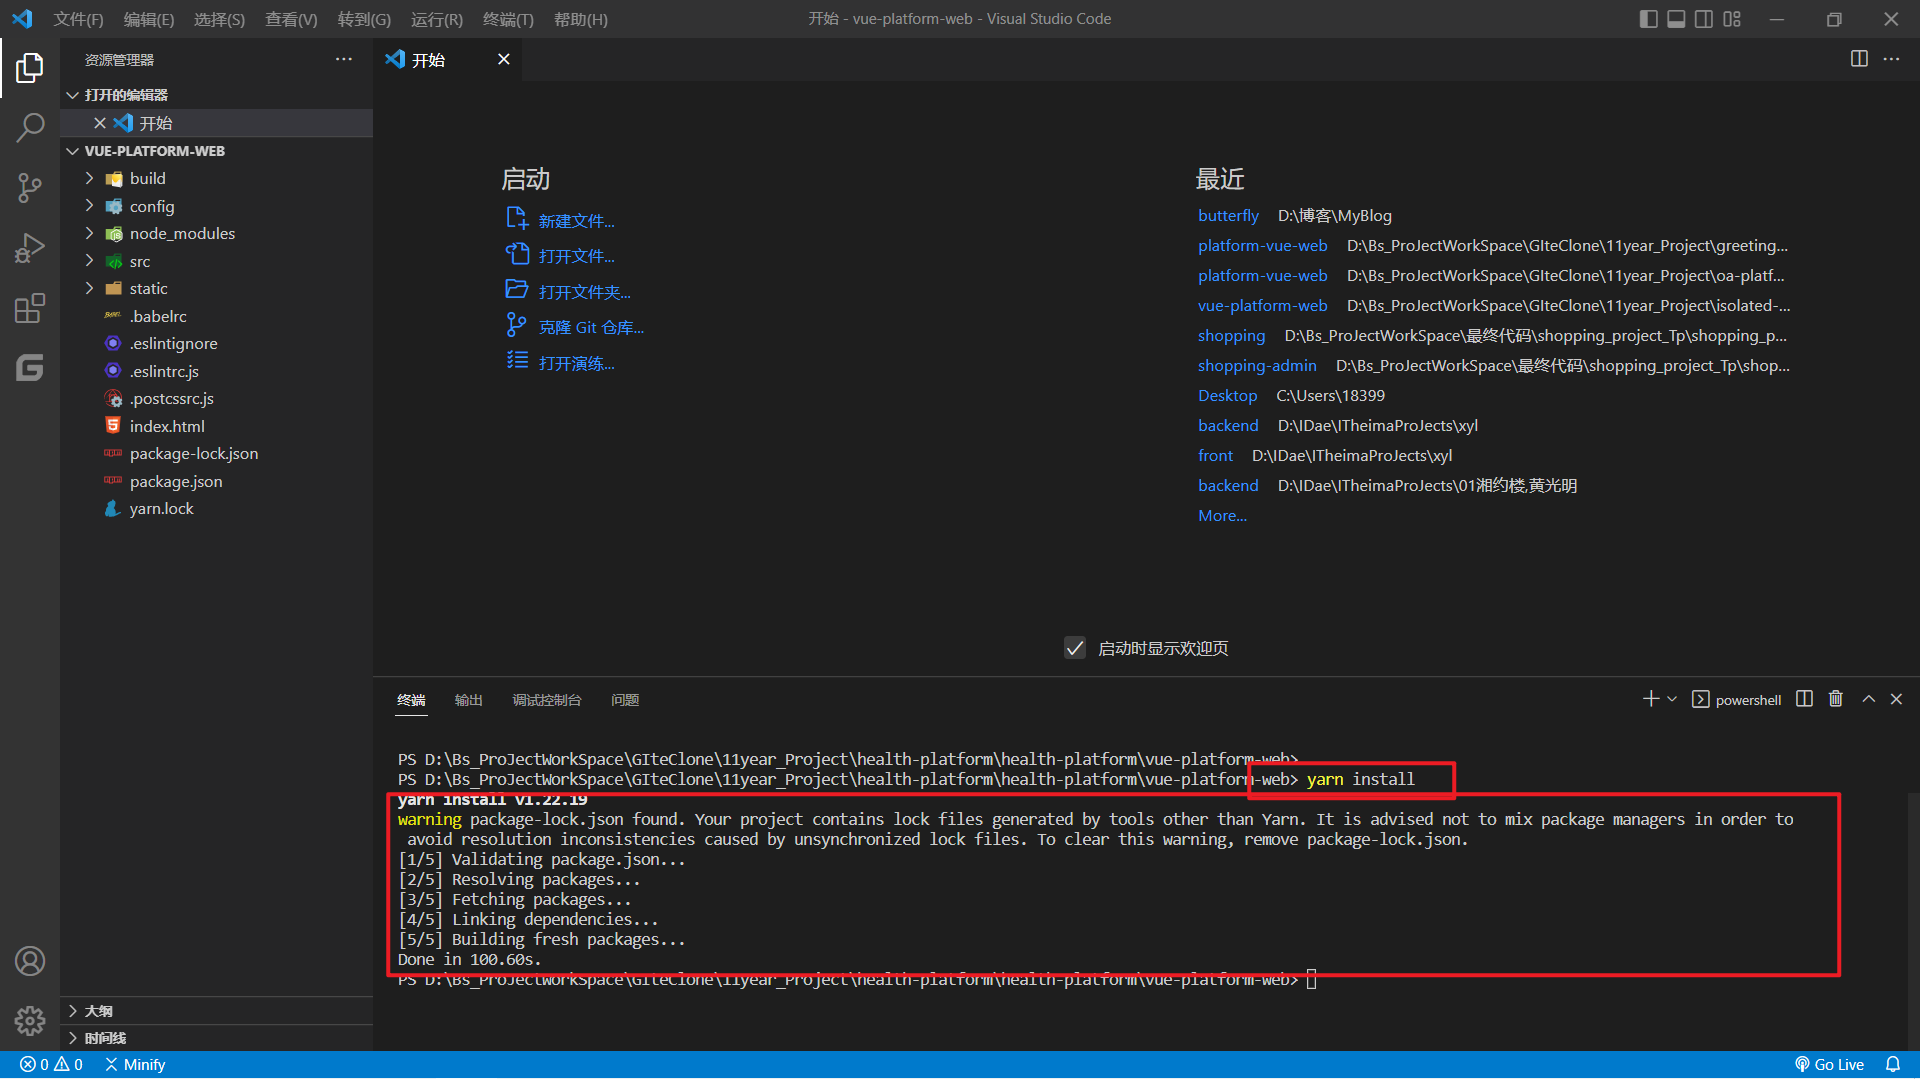 文件(F) 编辑(E) 选择(S) 查看(V) 转到(G) 运行(R) 终端(T) 帮助(H)
开始 - vue-platform-web - Visual Studio Code
资源管理器
打开的编辑器
开始
VUE-PLATFORM-WEB
build
config
node_modules
src
static
.babelrc
.eslintignore
.eslintrc.js
.postcssrc.js
index.html
package-lock.json
package.json
yarn.lock
大纲
时间线
开始
启动
新建文件...
打开文件...
打开文件夹...
克隆 Git 仓库...
打开演练...
最近
butterfly D:\博客\MyBlog
platform-vue-web D:\Bs_ProJectWorkSpace\GIteClone\11year_Project\greeting...
platform-vue-web D:\Bs_ProJectWorkSpace\GIteClone\11year_Project\oa-platf...
vue-platform-web D:\Bs_ProJectWorkSpace\GIteClone\11year_Project\isolated-...
shopping D:\Bs_ProJectWorkSpace\最终代码\shopping_project_Tp\shopping_p...
shopping-admin D:\Bs_ProJectWorkSpace\最终代码\shopping_project_Tp\shop...
Desktop C:\Users\18399
backend D:\IDae\ITheimaProJects\xyl
front D:\IDae\ITheimaProJects\xyl
backend D:\IDae\ITheimaProJects\01湘约楼,黄光明
More...
启动时显示欢迎页
终端 输出 调试控制台 问题
powershell
PS D:\Bs_ProJectWorkSpace\GIteClone\11year_Project\health-platform\health-platform\vue-platform-web>
PS D:\Bs_ProJectWorkSpace\GIteClone\11year_Project\health-platform\health-platform\vue-platform-web> yarn install
yarn install v1.22.19
warning package-lock.json found. Your project contains lock files generated by tools other than Yarn. It is advised not to mix package managers in order to
avoid resolution inconsistencies caused by unsynchronized lock files. To clear this warning, remove package-lock.json.
[1/5] Validating package.json...
[2/5] Resolving packages...
[3/5] Fetching packages...
[4/5] Linking dependencies...
[5/5] Building fresh packages...
Done in 100.60s.
PS D:\Bs_ProJectWorkSpace\GIteClone\11year_Project\health-platform\health-platform\vue-platform-web>
0 0 Minify
Go Live